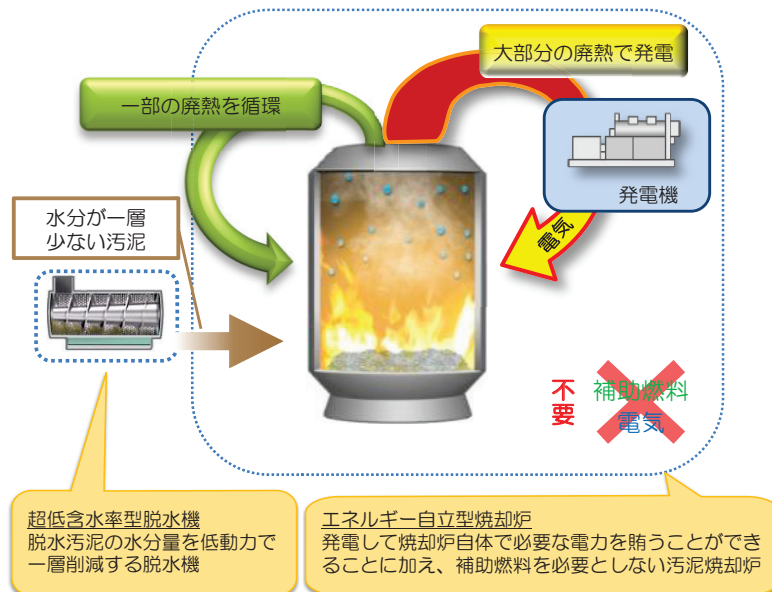 大部分の廃熱で発電
一部の廃熱を循環
発電機
水分が一層
少ない汚泥
電気
不要
補助燃料
電気
超低含水率型脱水機
脱水汚泥の水分量を低動力で
一層削減する脱水機
エネルギー自立型焼却炉
発電して焼却炉自体で必要な電力を賄うことができ
ることに加え、補助燃料を必要としない汚泥焼却炉